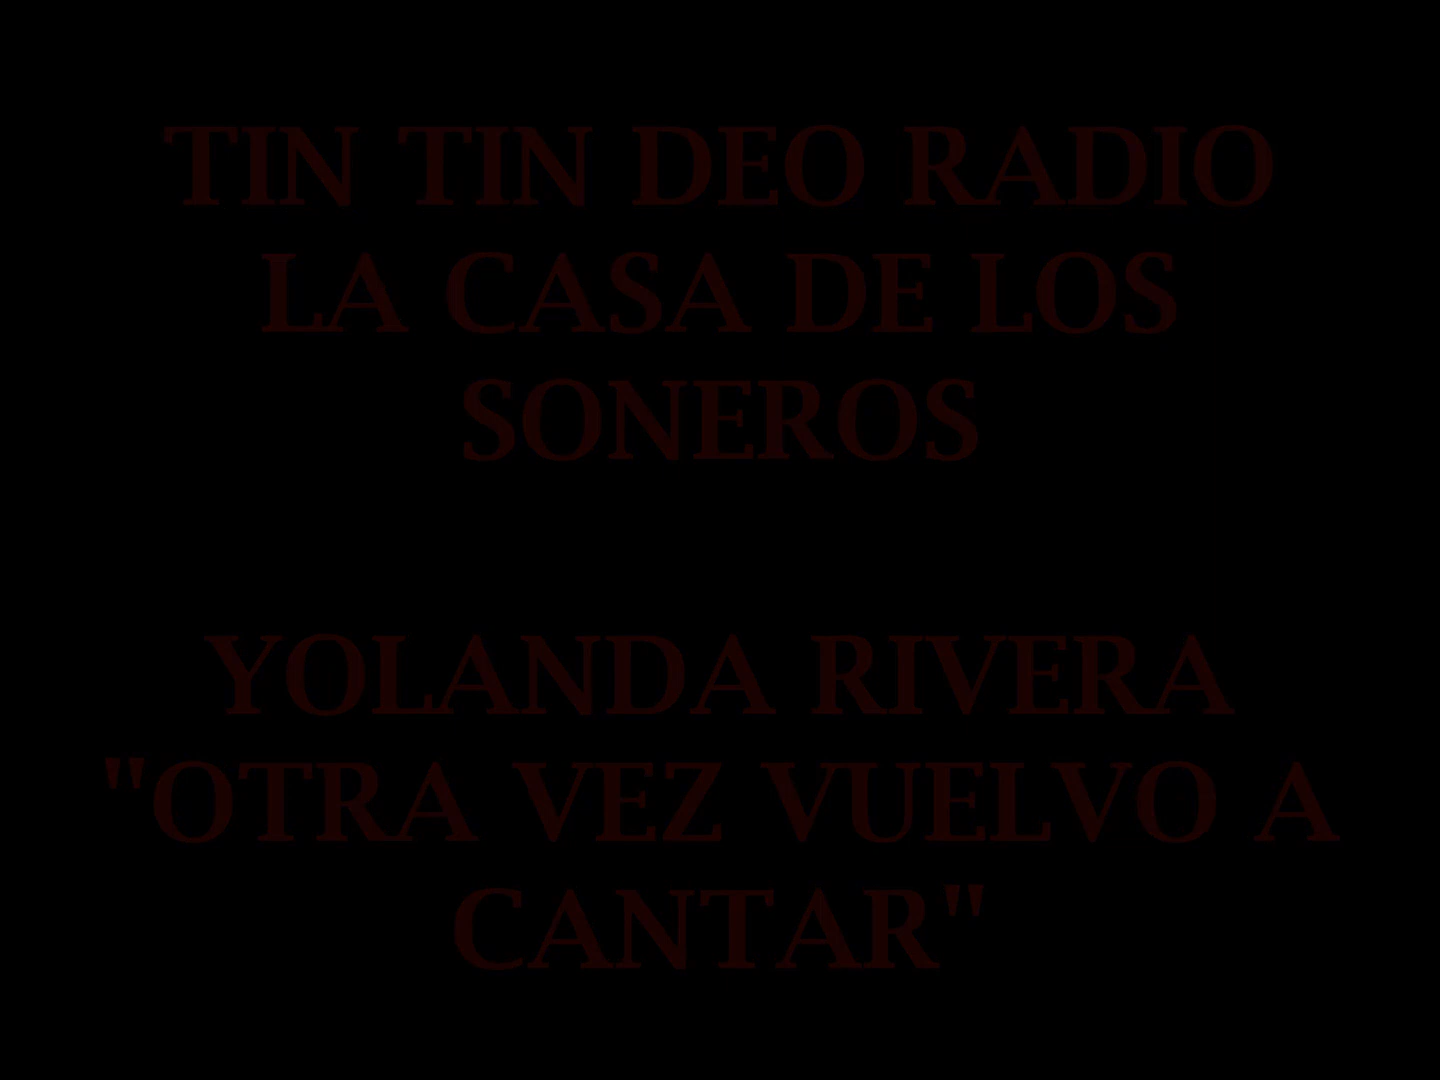 TIN TIN DEO RADIO
LA CASA DE LOS
SONEROS
YOLANDA RIVERA
"OTRA VEZ VUELVO A
CANTAR"